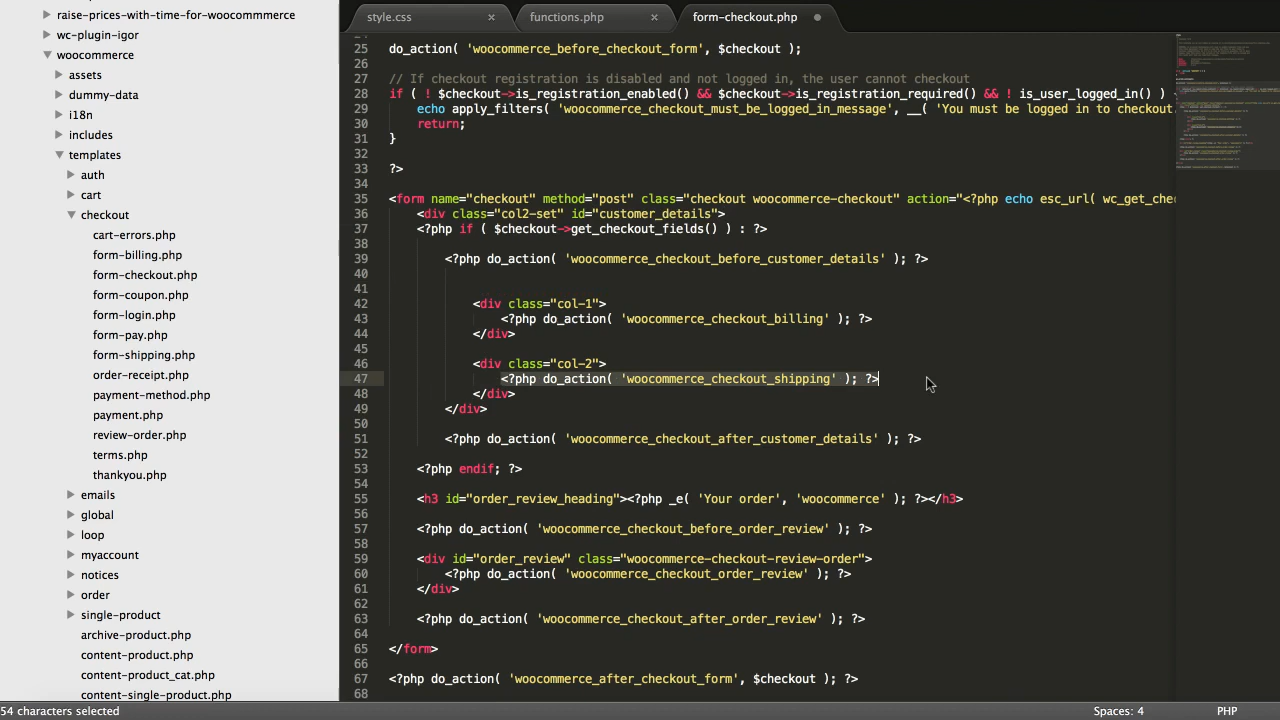 raise-prices-with-time-for-woocommmerce
wc-plugin-igor
woocommerce
assets
dummy-data
i18n
includes
templates
auth
cart
checkout
cart-errors.php
form-billing.php
form-checkout.php
form-coupon.php
form-login.php
form-pay.php
form-shipping.php
order-receipt.php
payment-method.php
payment.php
review-order.php
terms.php
thankyou.php
emails
global
loop
myaccount
notices
order
single-product
archive-product.php
content-product.php
content-product_cat.php
content-single-product.php
style.css × functions.php × form-checkout.php
25 do_action( 'woocommerce_before_checkout_form', $checkout );
26
27 // If checkout registration is disabled and not logged in, the user cannot checkout
28 if ( ! $checkout->is_registration_enabled() && $checkout->is_registration_required() && ! is_user_logged_in() ) {
29 echo apply_filters( 'woocommerce_checkout_must_be_logged_in_message', __( 'You must be logged in to checkout.
30 return;
31 }
32
33 ?>
34
35 <form name="checkout" method="post" class="checkout woocommerce-checkout" action="<?php echo esc_url( wc_get_che
36 <div class="col2-set" id="customer_details">
37 <?php if ( $checkout->get_checkout_fields() ) : ?>
38
39 <?php do_action( 'woocommerce_checkout_before_customer_details' ); ?>
40
41
42 <div class="col-1">
43 <?php do_action( 'woocommerce_checkout_billing' ); ?>
44 </div>
45
46 <div class="col-2">
47 <?php do_action( 'woocommerce_checkout_shipping' ); ?>
48 </div>
49 </div>
50
51 <?php do_action( 'woocommerce_checkout_after_customer_details' ); ?>
52
53 <?php endif; ?>
54
55 <h3 id="order_review_heading"><?php _e( 'Your order', 'woocommerce' ); ?></h3>
56
57 <?php do_action( 'woocommerce_checkout_before_order_review' ); ?>
58
59 <div id="order_review" class="woocommerce-checkout-review-order">
60 <?php do_action( 'woocommerce_checkout_order_review' ); ?>
61 </div>
62
63 <?php do_action( 'woocommerce_checkout_after_order_review' ); ?>
64
65 </form>
66
67 <?php do_action( 'woocommerce_after_checkout_form', $checkout ); ?>
68
54 characters selected
Spaces: 4
PHP